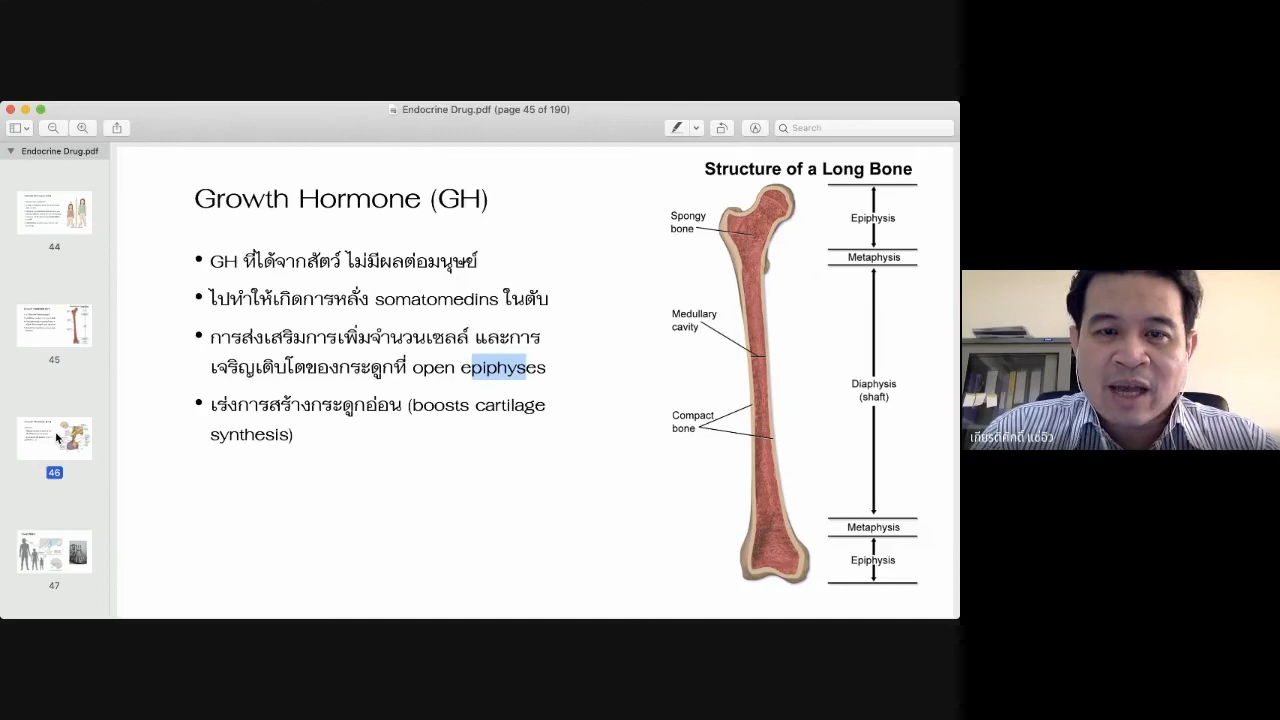 Endocrine Drug.pdf (page 45 of 190)
Search
Endocrine Drug.pdf
44
45
46
47
Growth Hormone (GH)
• GH ที่ได้จากสัตว์ ไม่มีผลต่อมนุษย์
• ไปทำให้เกิดการหลั่ง somatomedins ในตับ
• การส่งเสริมการเพิ่มจำนวนเซลล์ และการ
เจริญเติบโตของกระดูกที่ open epiphyses
• เร่งการสร้างกระดูกอ่อน (boosts cartilage
synthesis)
Structure of a Long Bone
Spongy
bone
Medullary
cavity
Compact
bone
Epiphysis
Metaphysis
Diaphysis
(shaft)
Metaphysis
Epiphysis
เกียรติศักดิ์ แซ่อิว